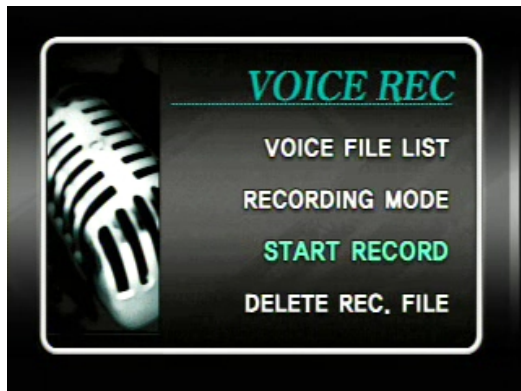 VOICE REC
VOICE FILE LIST
RECORDING MODE
START RECORD
DELETE REC. FILE